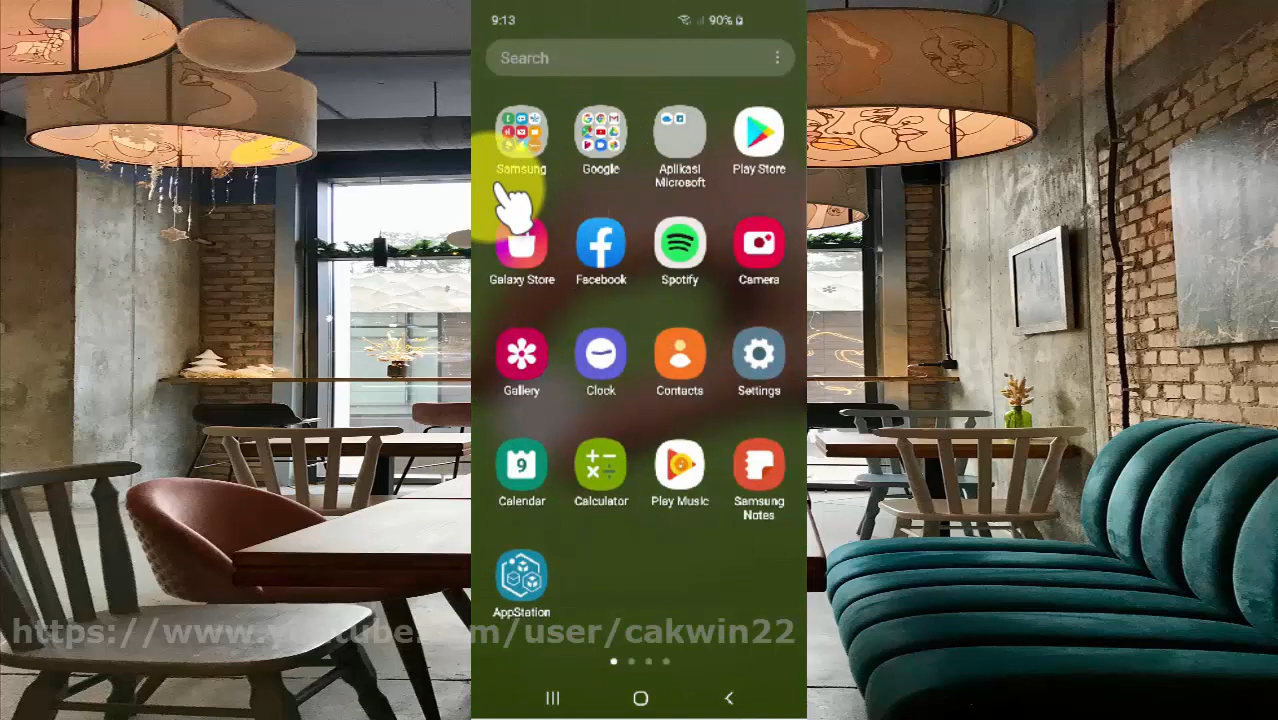 9:13 90%
Search
Samsung Google Aplikasi Microsoft Play Store
Galaxy Store Facebook Spotify Camera
Gallery Clock Contacts Settings
9
Calendar Calculator Play Music Samsung Notes
AppStation
https://www.youtube.com/user/cakwin22